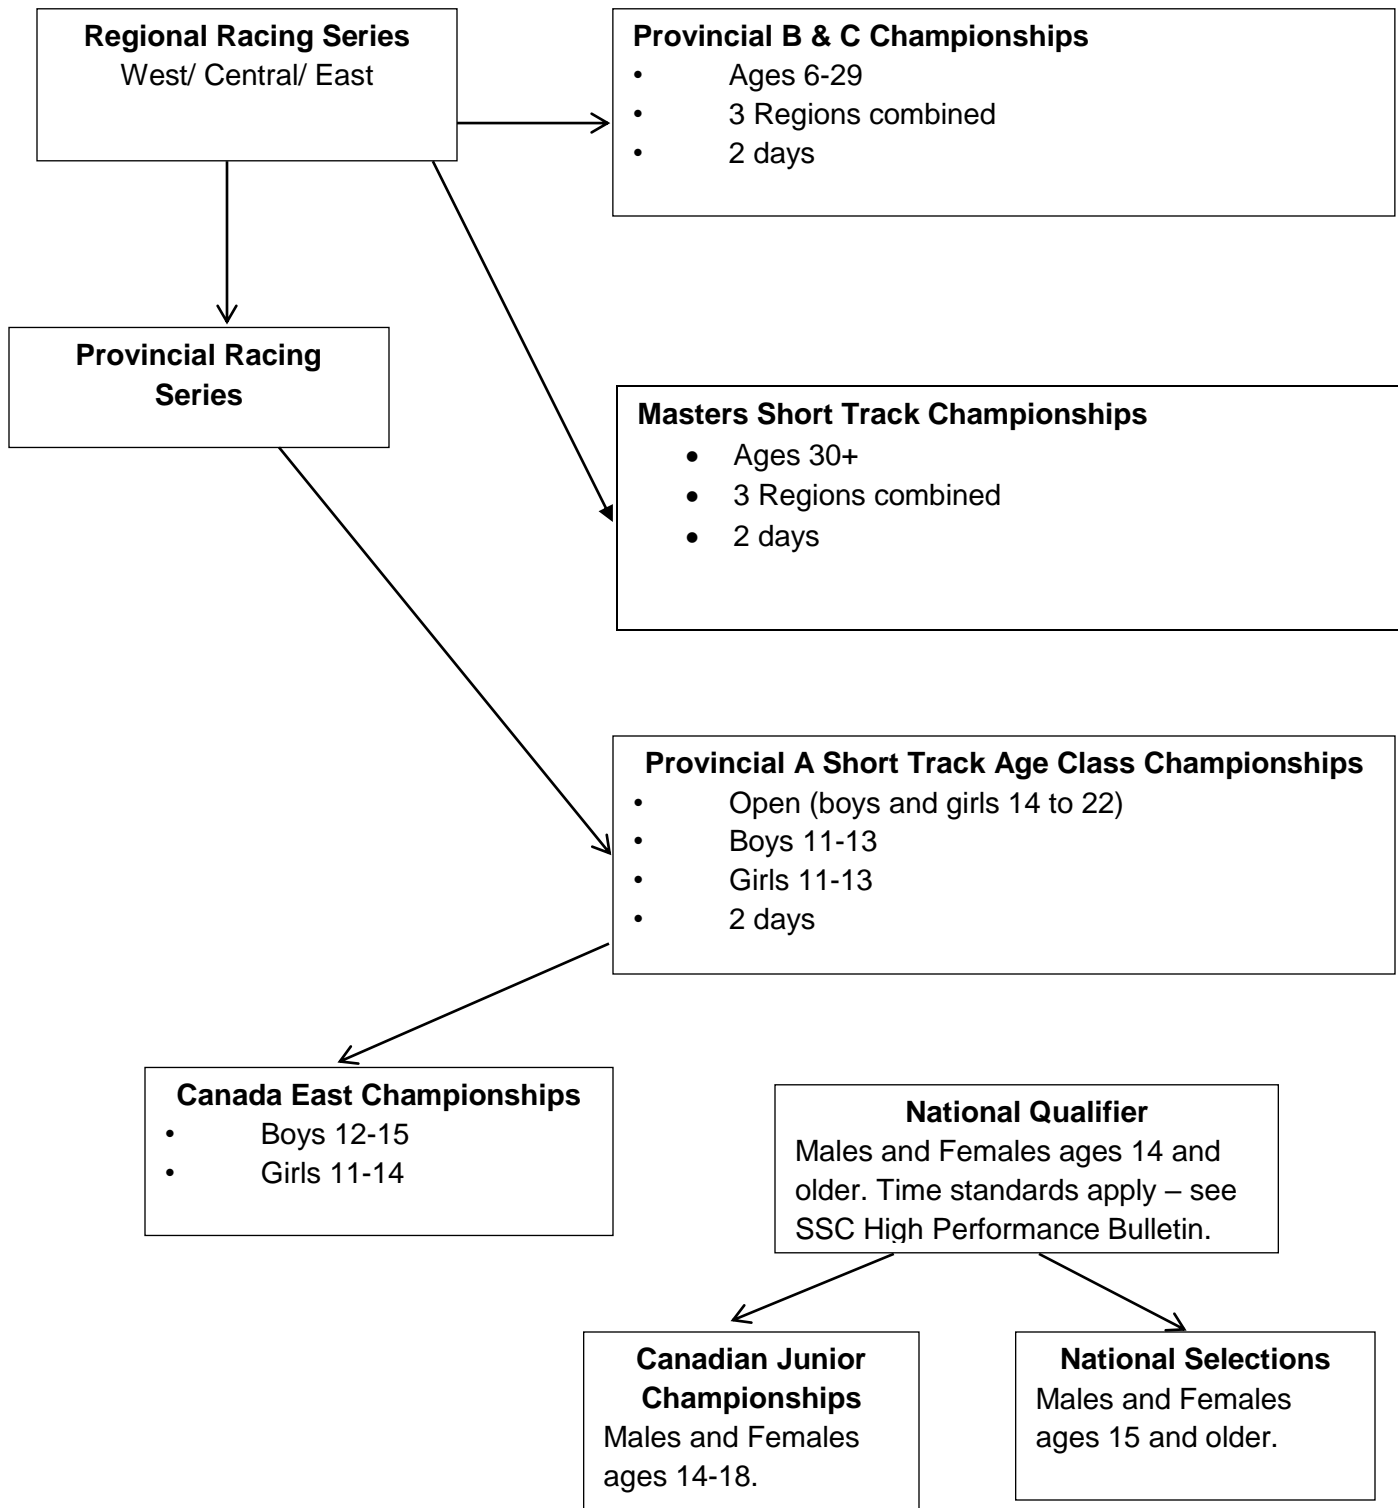 Regional Racing Series
West/ Central/ East
Provincial B & C Championships
• Ages 6-29
• 3 Regions combined
• 2 days
Provincial Racing
Series
Masters Short Track Championships
• Ages 30+
• 3 Regions combined
• 2 days
Provincial A Short Track Age Class Championships
• Open (boys and girls 14 to 22)
• Boys 11-13
• Girls 11-13
• 2 days
Canada East Championships
• Boys 12-15
• Girls 11-14
National Qualifier
Males and Females ages 14 and
older. Time standards apply – see
SSC High Performance Bulletin.
Canadian Junior
Championships
Males and Females
ages 14-18.
National Selections
Males and Females
ages 15 and older.